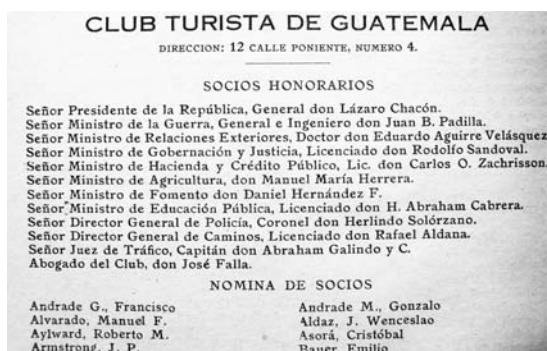 CLUB TURISTA DE GUATEMALA
DIRECCION: 12 CALLE PONIENTE, NUMERO 4.
SOCIOS HONORARIOS
Señor Presidente de la República, General don Lázaro Chacón.
Señor Ministro de la Guerra, General e Ingeniero don Juan B. Padilla.
Señor Ministro de Relaciones Exteriores, Doctor don Eduardo Aguirre Velásquez
Señor Ministro de Gobernación y Justicia, Licenciado don Rodolfo Sandoval.
Señor Ministro de Hacienda y Crédito Público, Lic. don Carlos O. Zachrisson.
Señor Ministro de Agricultura, don Manuel María Herrera.
Señor Ministro de Fomento don Daniel Hernández F.
Señor Ministro de Educación Pública, Licenciado don H. Abraham Cabrera.
Señor Director General de Policía, Coronel don Herlindo Solórzano.
Señor Director General de Caminos, Licenciado don Rafael Aldana.
Señor Juez de Tráfico, Capitán don Abraham Galindo y C.
Abogado del Club, don José Falla.
NOMINA DE SOCIOS
Andrade G., Francisco
Alvarado, Manuel F.
Aylward, Roberto M.
Armstrong, J. P.
Andrade M., Gonzalo
Aldaz, J. Wenceslao
Asorá, Cristóbal
Bauer, Emilio